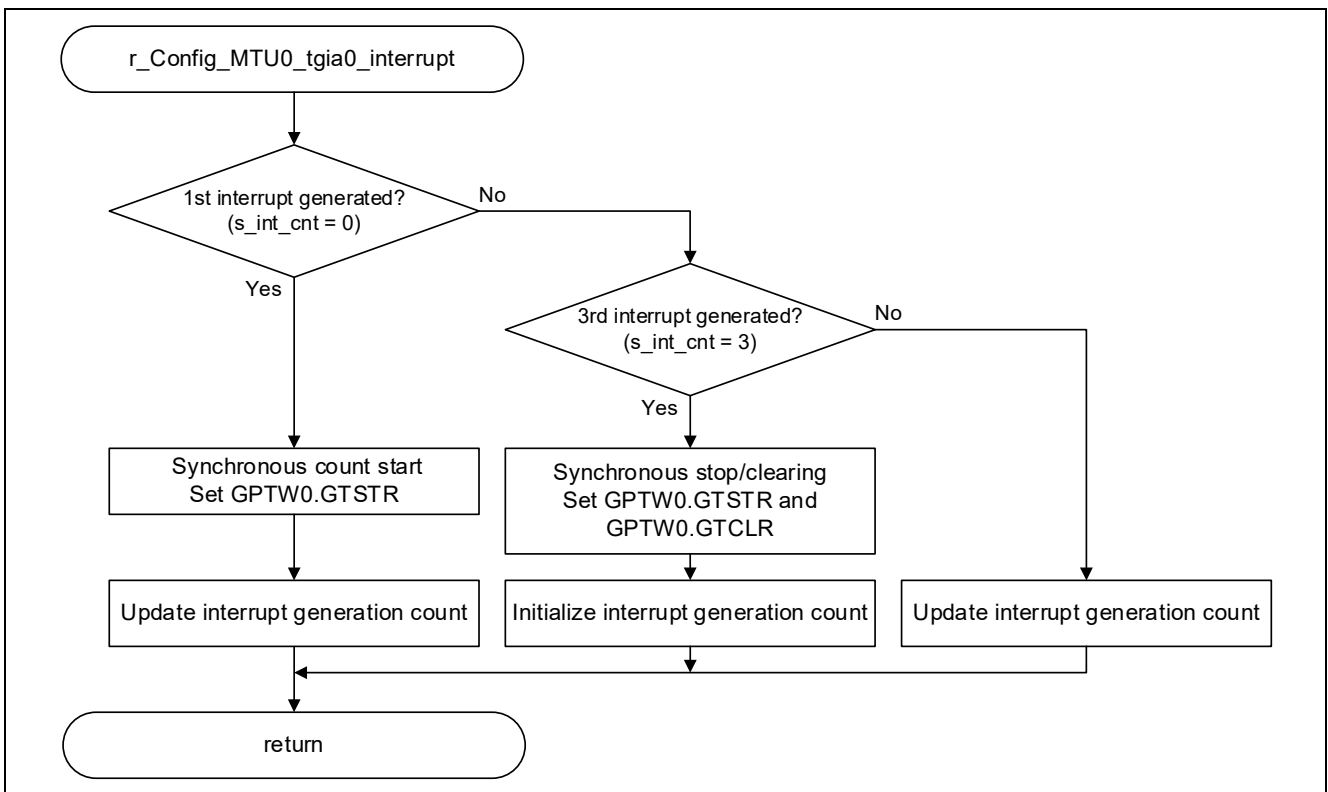 r_Config_MTU0_tgia0_interrupt
1st interrupt generated?
(s_int_cnt = 0)
No
Yes
3rd interrupt generated?
(s_int_cnt = 3)
No
Yes
Synchronous count start
Set GPTW0.GTSTR
Synchronous stop/clearing
Set GPTW0.GTSTR and
GPTW0.GTCLR
Update interrupt generation count
Initialize interrupt generation count
Update interrupt generation count
return